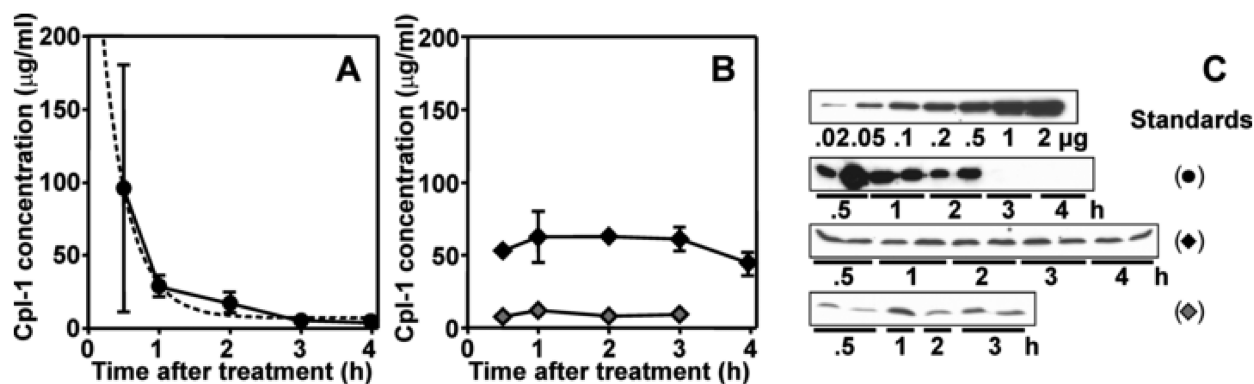 A
Cpl-1 concentration (µg/ml)
200
150
100
50
0
0 1 2 3 4
Time after treatment (h)
B
Cpl-1 concentration (µg/ml)
200
150
100
50
0
0 1 2 3 4
Time after treatment (h)
C
Standards
.02 .05 .1 .2 .5 1 2 µg
.5 1 2 3 4 h
.5 1 2 3 4 h
.5 1 2 3 h